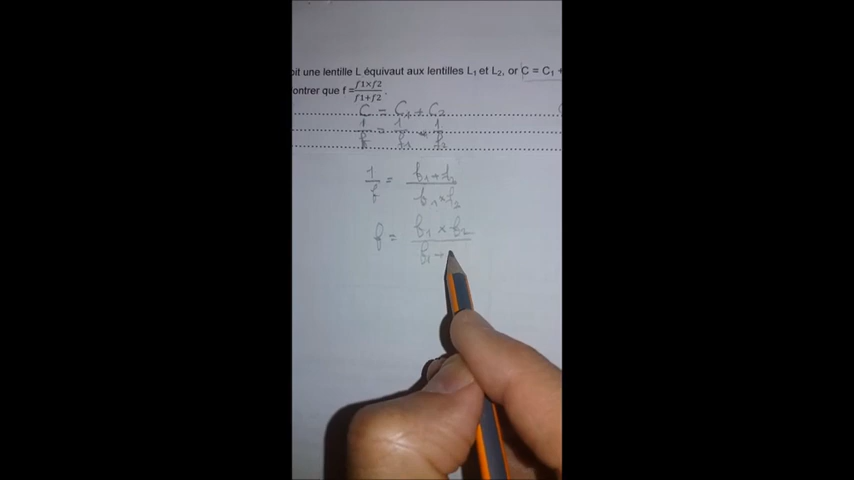 oit une lentille L équivaut aux lentilles L₁ et L₂, or C = C₁ +
ontrer que f = f1×f2 / f1+f2 .
C = C₁ + C₂
1/f = 1/f₁ + 1/f₂
1/f = f₁+f₂ / f₁×f₂
f = f₁ × f₂ / f₁ +